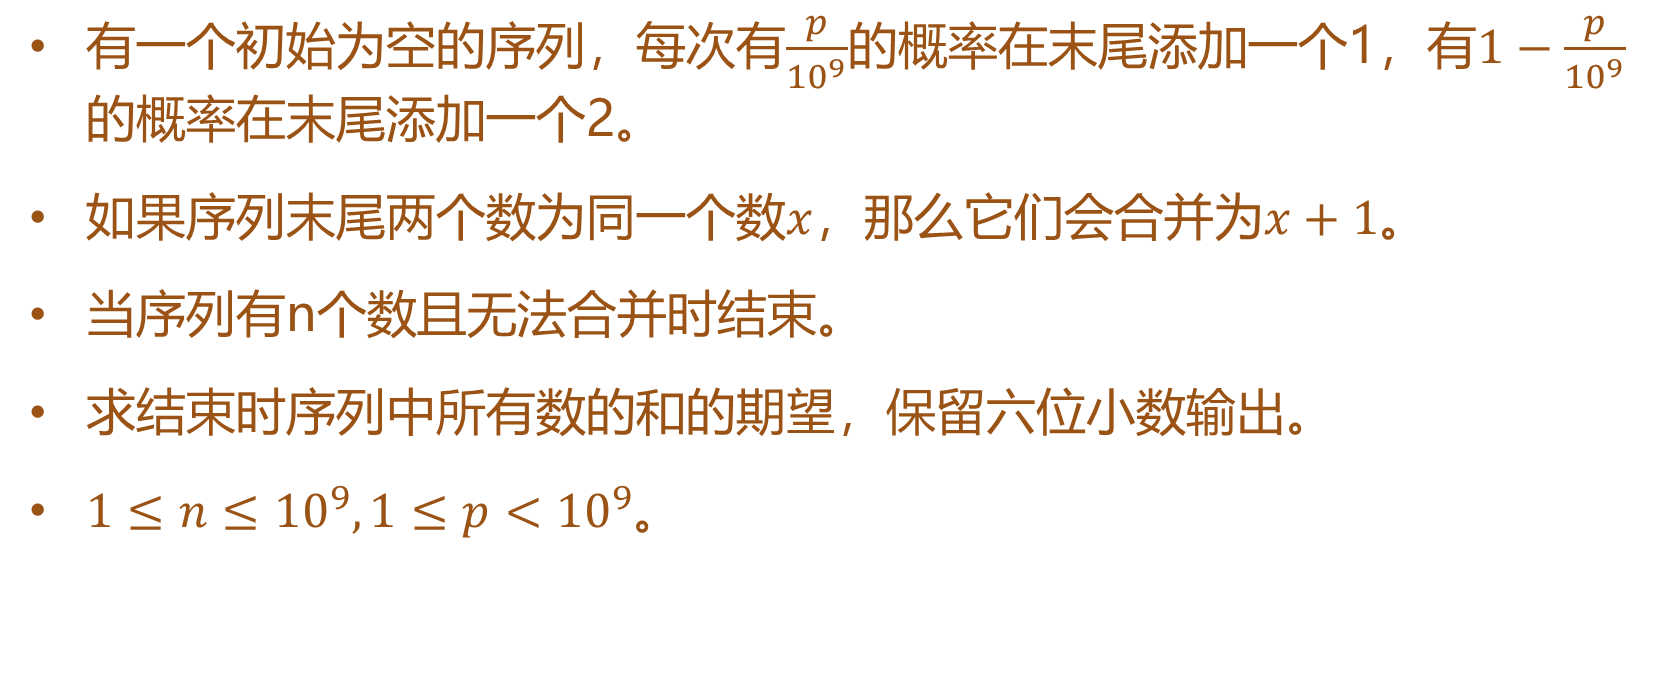 • 有一个初始为空的序列，每次有p/10^9的概率在末尾添加一个1，有1 − p/10^9
的概率在末尾添加一个2。
• 如果序列末尾两个数为同一个数x，那么它们会合并为x + 1。
• 当序列有n个数且无法合并时结束。
• 求结束时序列中所有数的和的期望，保留六位小数输出。
• 1 ≤ n ≤ 10^9, 1 ≤ p < 10^9。